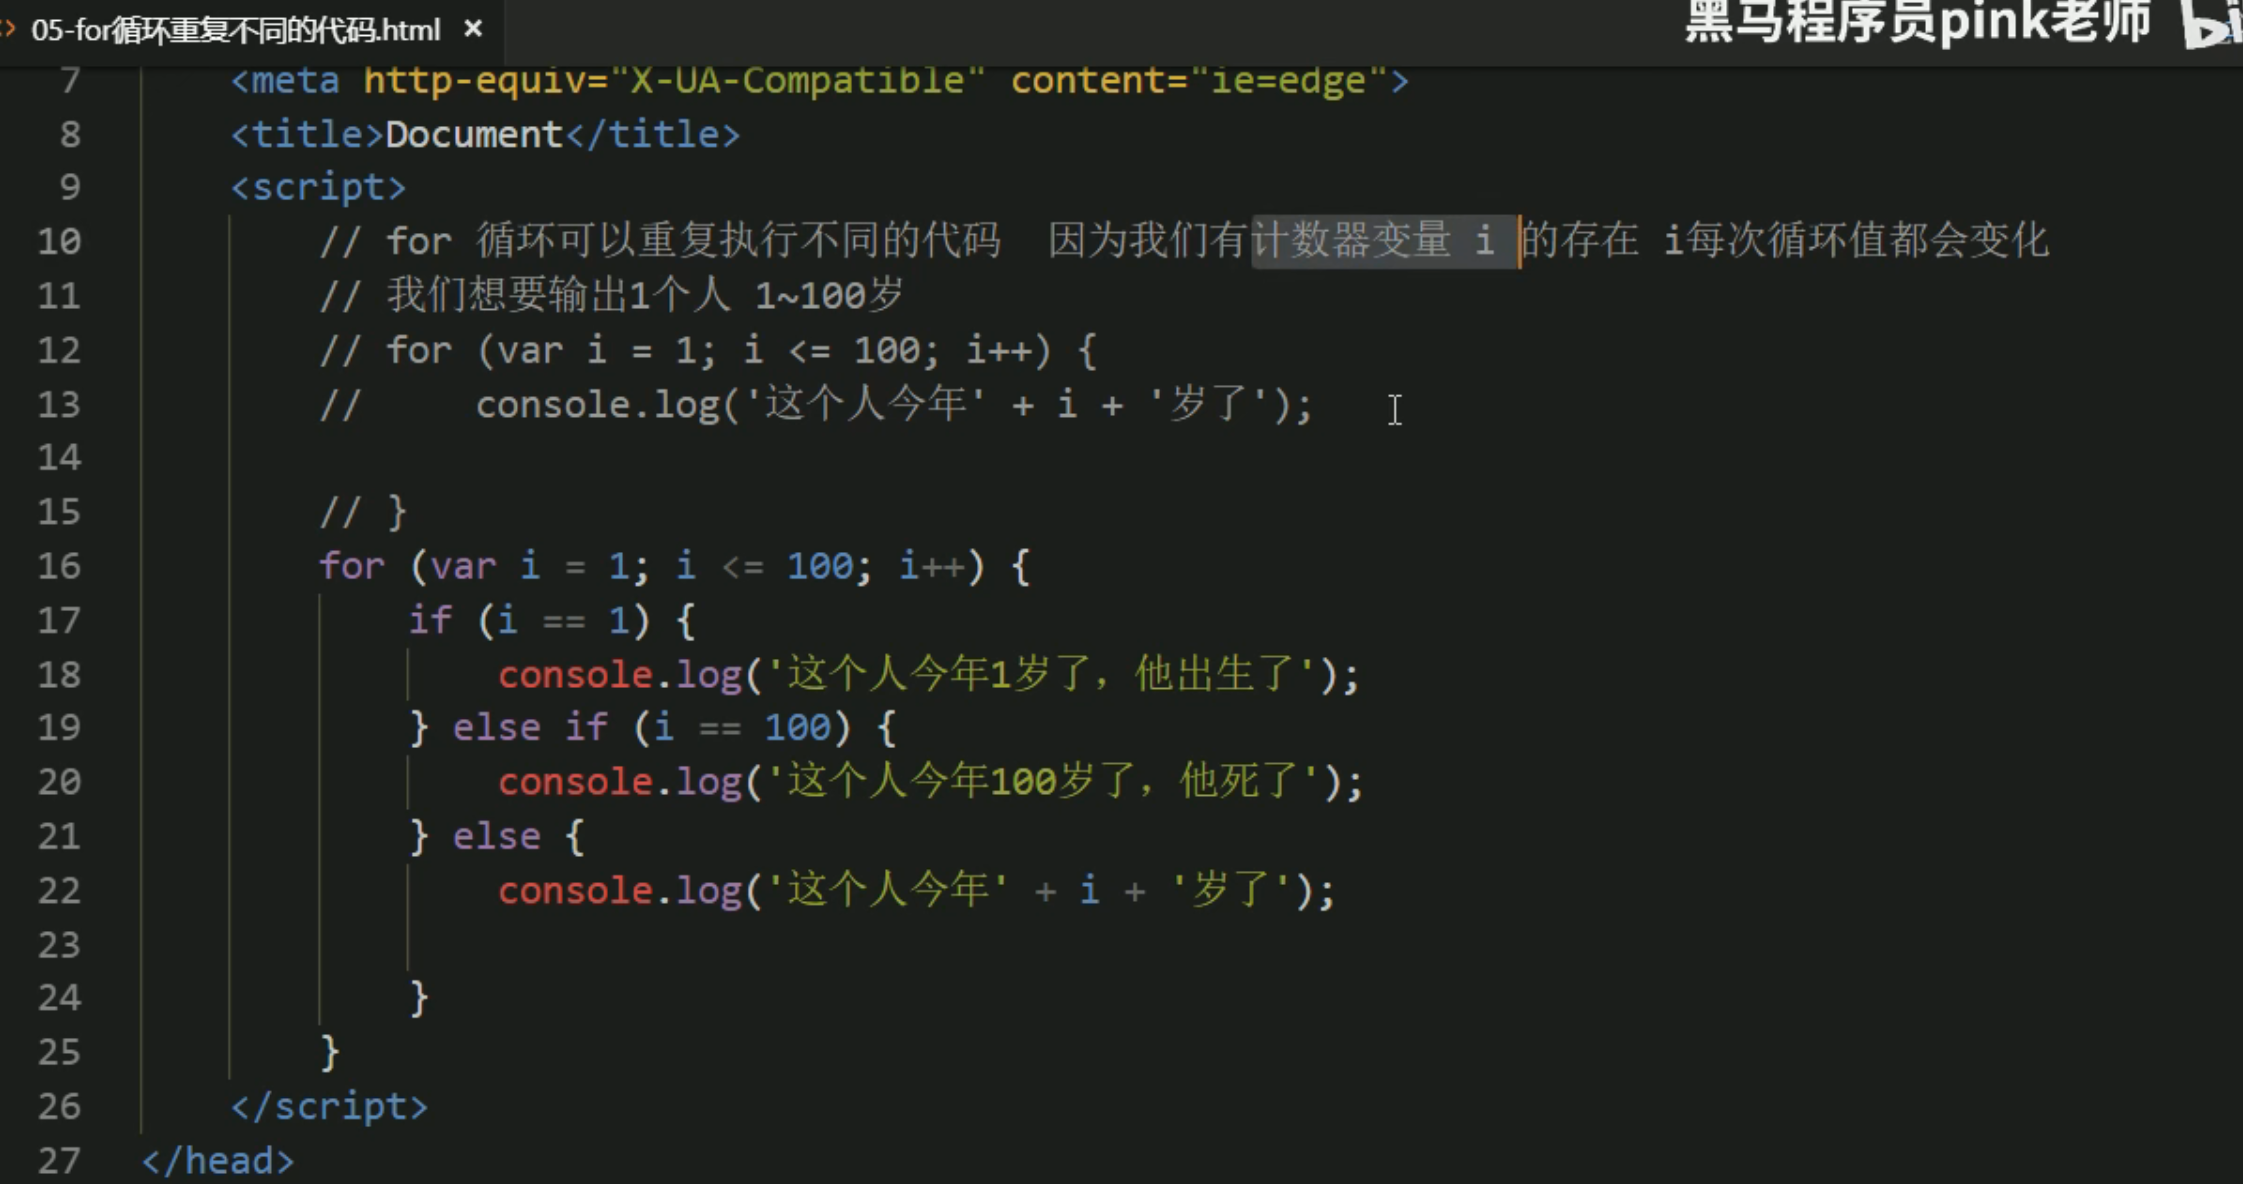 05-for循环重复不同的代码.html ×
黑马程序员pink老师
7 <meta http-equiv="X-UA-Compatible" content="ie=edge">
8 <title>Document</title>
9 <script>
10 // for 循环可以重复执行不同的代码  因为我们有计数器变量 i 的存在 i每次循环值都会变化
11 // 我们想要输出1个人 1~100岁
12 // for (var i = 1; i <= 100; i++) {
13 //     console.log('这个人今年' + i + '岁了');
14
15 // }
16 for (var i = 1; i <= 100; i++) {
17 if (i == 1) {
18 console.log('这个人今年1岁了，他出生了');
19 } else if (i == 100) {
20 console.log('这个人今年100岁了，他死了');
21 } else {
22 console.log('这个人今年' + i + '岁了');
23
24 }
25 }
26 </script>
27 </head>